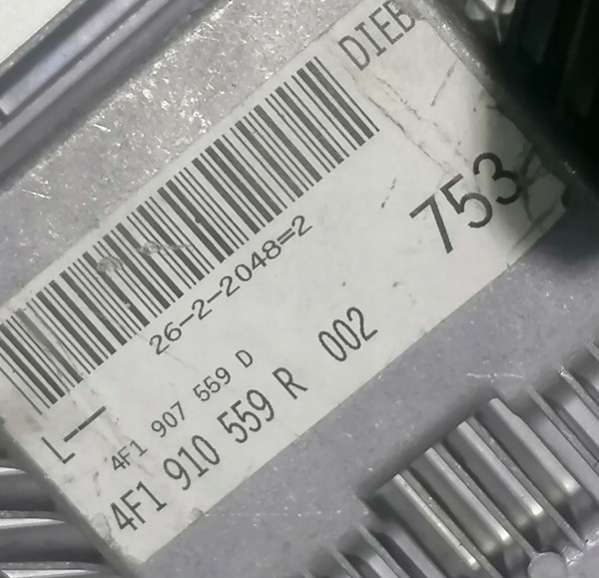 DIEB
753
26-2-2048=2
L—
4F1 907 559 D
4F1 910 559 R 002